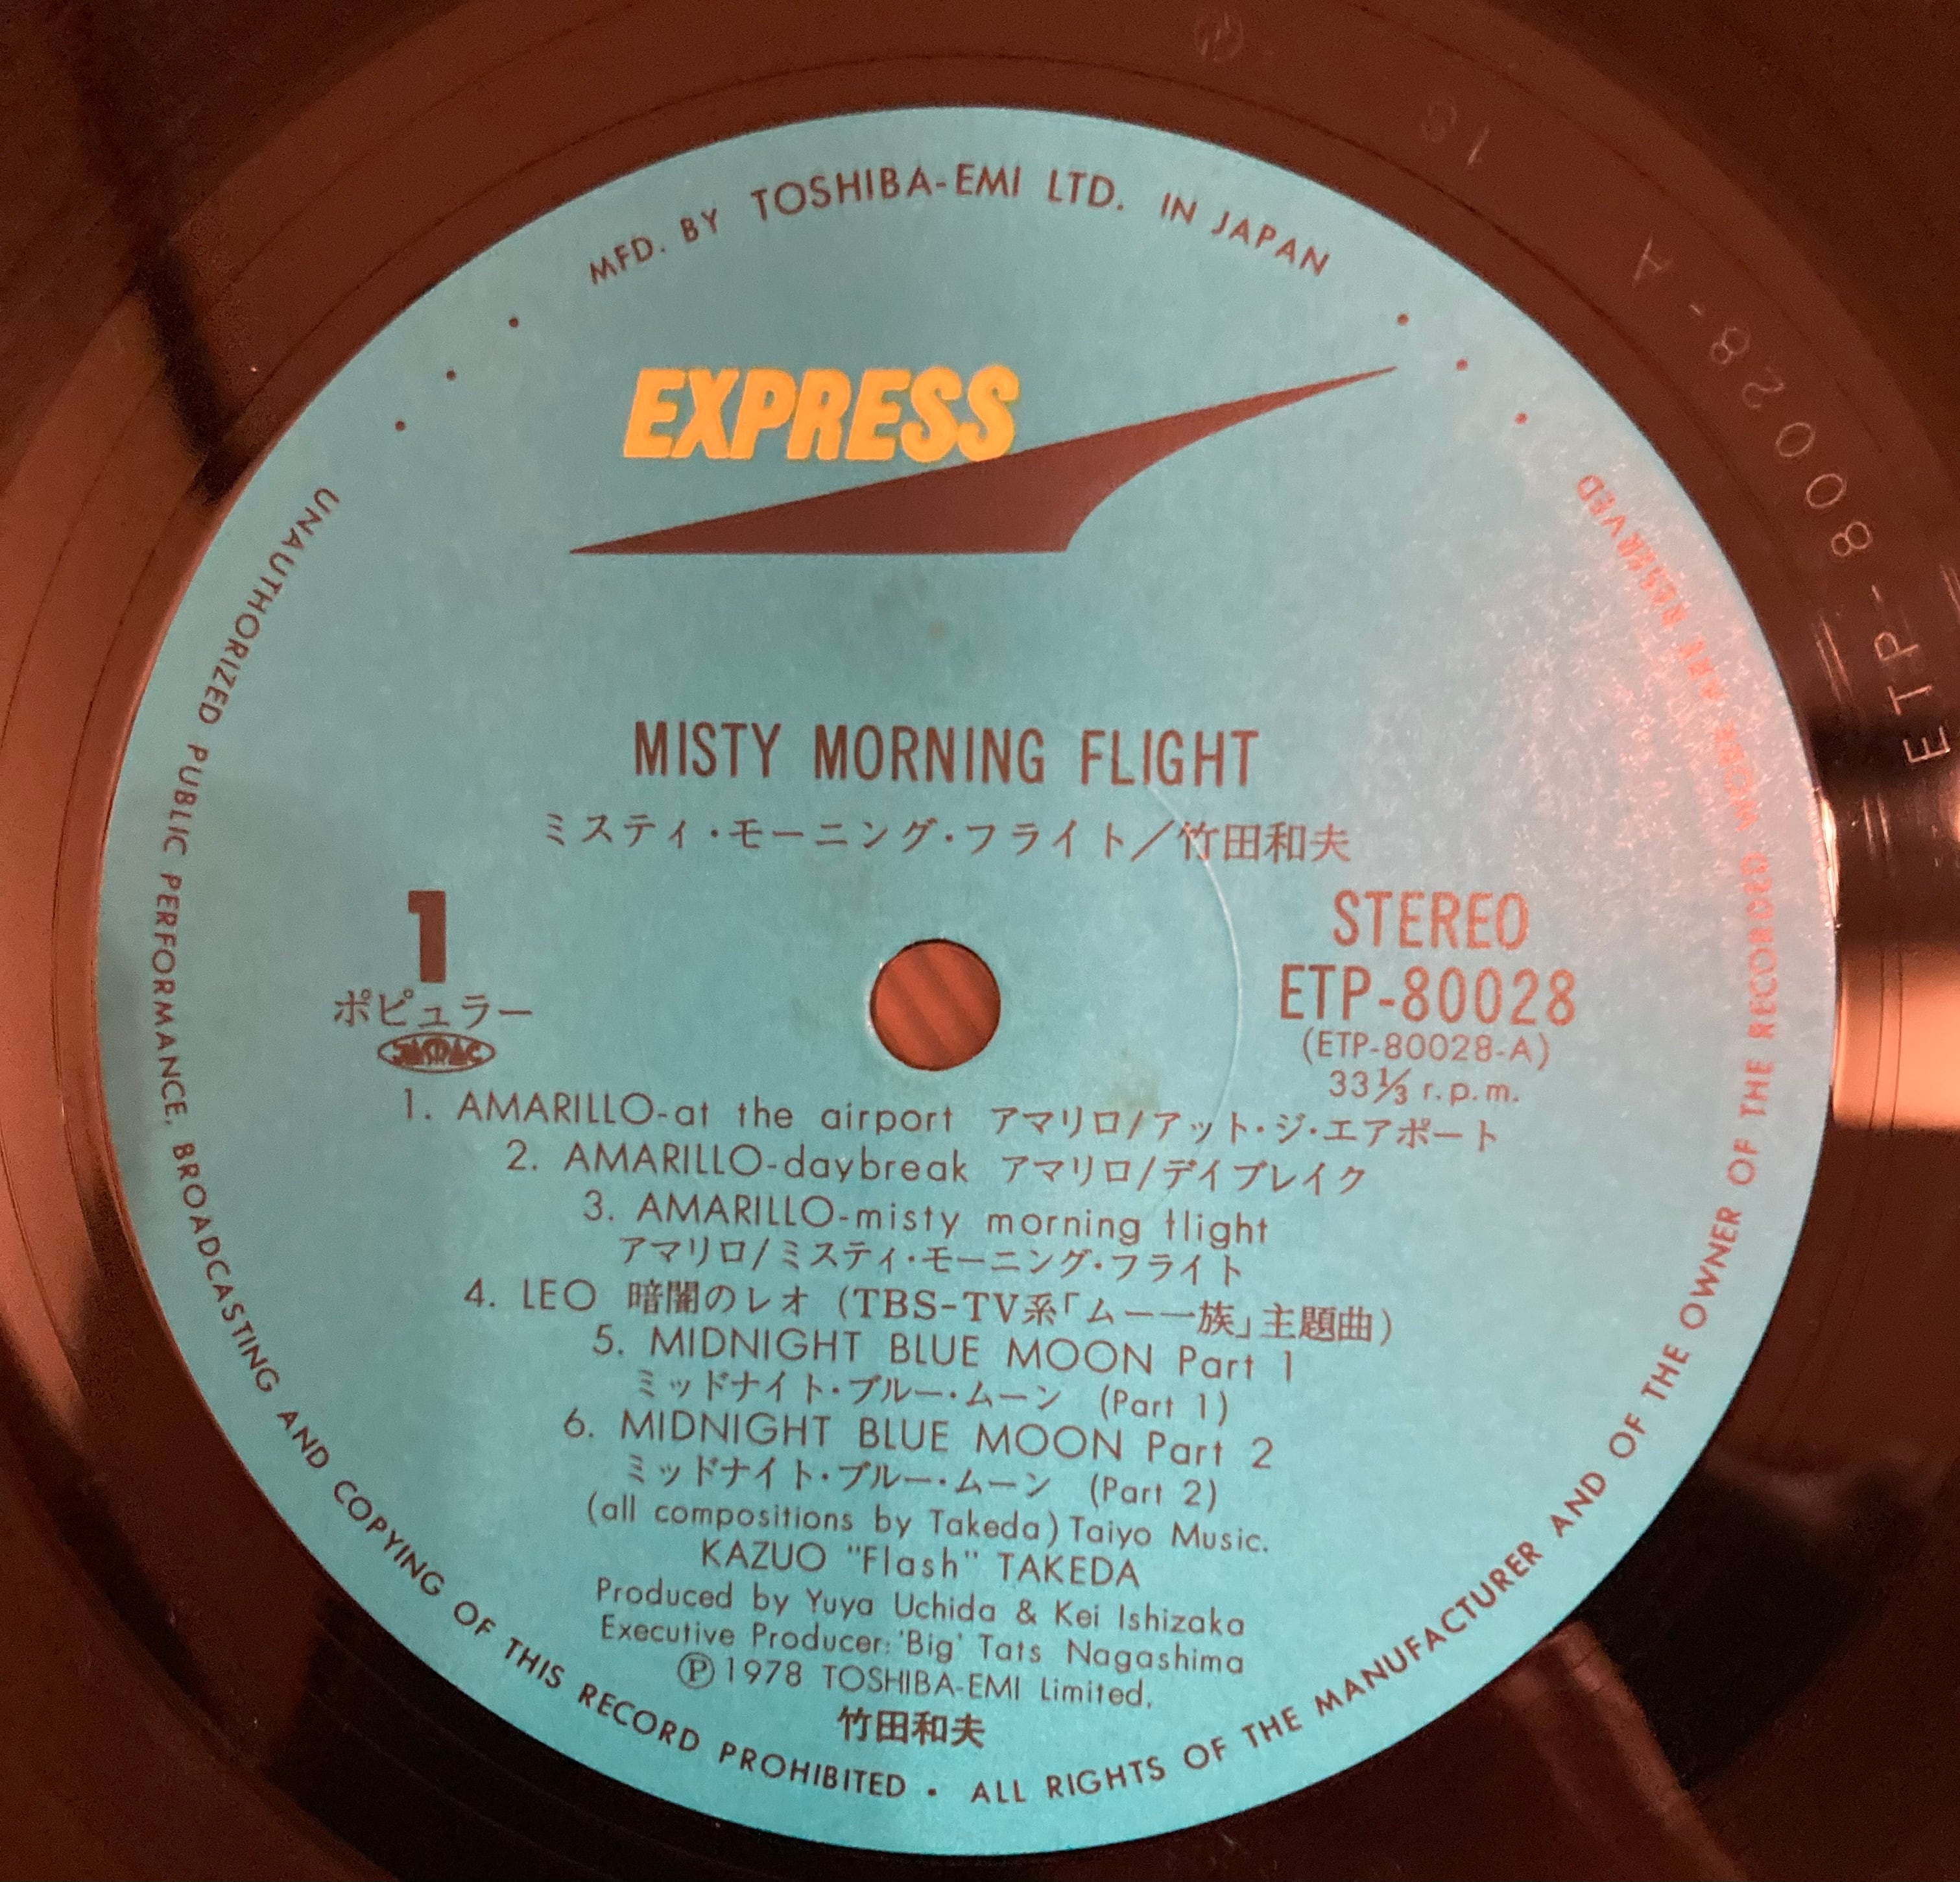 MFD. BY TOSHIBA-EMI LTD. IN JAPAN
EXPRESS
MISTY MORNING FLIGHT
ミスティ・モーニング・フライト／竹田和夫
1
ポピュラー
JASRAC
STEREO
ETP-80028
(ETP-80028-A)
33⅓ r.p.m.
1. AMARILLO-at the airport アマリロ/アット・ジ・エアポート
2. AMARILLO-daybreak アマリロ/デイブレイク
3. AMARILLO-misty morning flight
アマリロ/ミスティ・モーニング・フライト
4. LEO 暗闇のレオ (TBS-TV系「ムー一族」主題曲)
5. MIDNIGHT BLUE MOON Part 1
ミッドナイト・ブルー・ムーン (Part 1)
6. MIDNIGHT BLUE MOON Part 2
ミッドナイト・ブルー・ムーン (Part 2)
(all compositions by Takeda) Taiyo Music.
KAZUO "Flash" TAKEDA
Produced by Yuya Uchida & Kei Ishizaka
Executive Producer: 'Big' Tats Nagashima
Ⓟ1978 TOSHIBA-EMI Limited.
竹田和夫
UNAUTHORIZED PUBLIC PERFORMANCE, BROADCASTING AND COPYING OF THIS RECORD PROHIBITED • ALL RIGHTS OF THE MANUFACTURER AND OF THE OWNER OF THE RECORDED WORK ARE RESERVED
ETP-80028-A